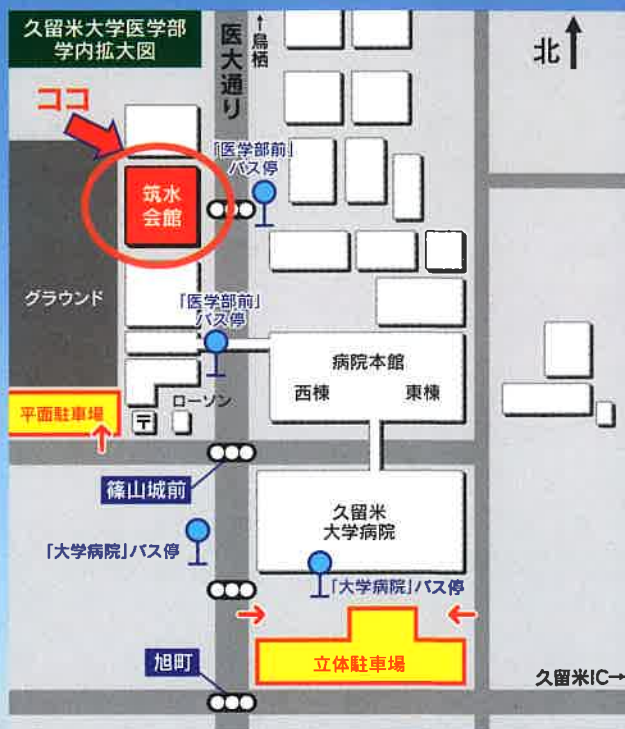 久留米大学医学部
学内拡大図
医大通り
↑鳥栖
北
ココ
「医学部前」
バス停
筑水
会館
グラウンド
「医学部前」
バス停
病院本館
西棟
東棟
ローソン
平面駐車場
〒
篠山城前
久留米
大学病院
「大学病院」バス停
「大学病院」バス停
旭町
立体駐車場
久留米IC→